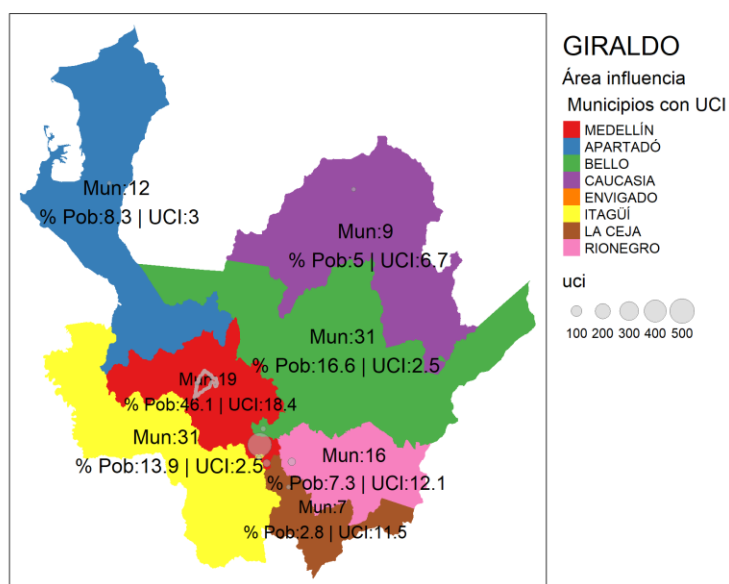 GIRALDO
Área influencia
Municipios con UCI
MEDELLÍN
APARTADÓ
BELLO
CAUCASIA
ENVIGADO
ITAGÜÍ
LA CEJA
RIONEGRO
uci
100 200 300 400 500
Mun:12
% Pob:8.3 | UCI:3
Mun:9
% Pob:5 | UCI:6.7
Mun:31
% Pob:16.6 | UCI:2.5
Mun:19
% Pob:46.1 | UCI:18.4
Mun:31
% Pob:13.9 | UCI:2.5
Mun:16
% Pob:7.3 | UCI:12.1
Mun:7
% Pob:2.8 | UCI:11.5